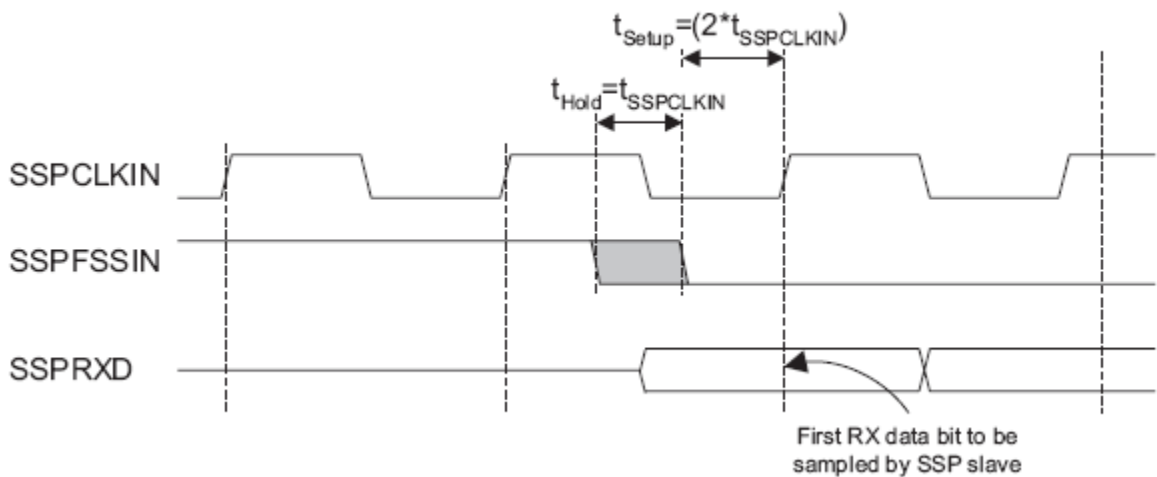 tSetup=(2*tSSPCLKIN)
tHold=tSSPCLKIN
SSPCLKIN
SSPFSSIN
SSPRXD
First RX data bit to be
sampled by SSP slave